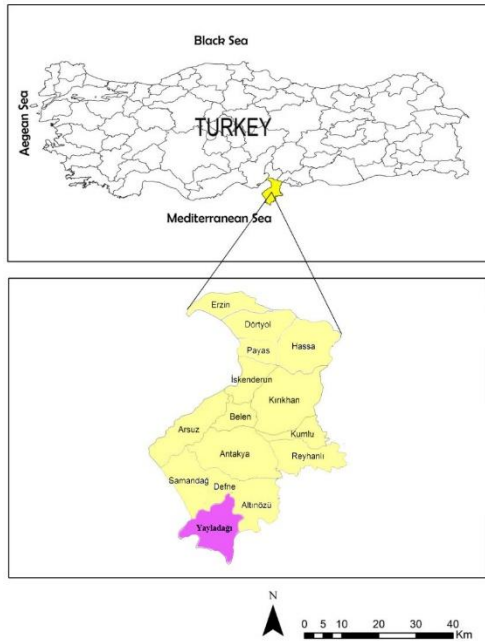 Black Sea
Aegean Sea
TURKEY
Mediterranean Sea
Erzin
Dörtyol
Hassa
Payas
İskenderun
Kırıkhan
Belen
Arsuz
Kumlu
Antakya
Reyhanlı
Samandağ
Defne
Altınözü
Yayladağı
N
0 5 10 20 30 40
Km